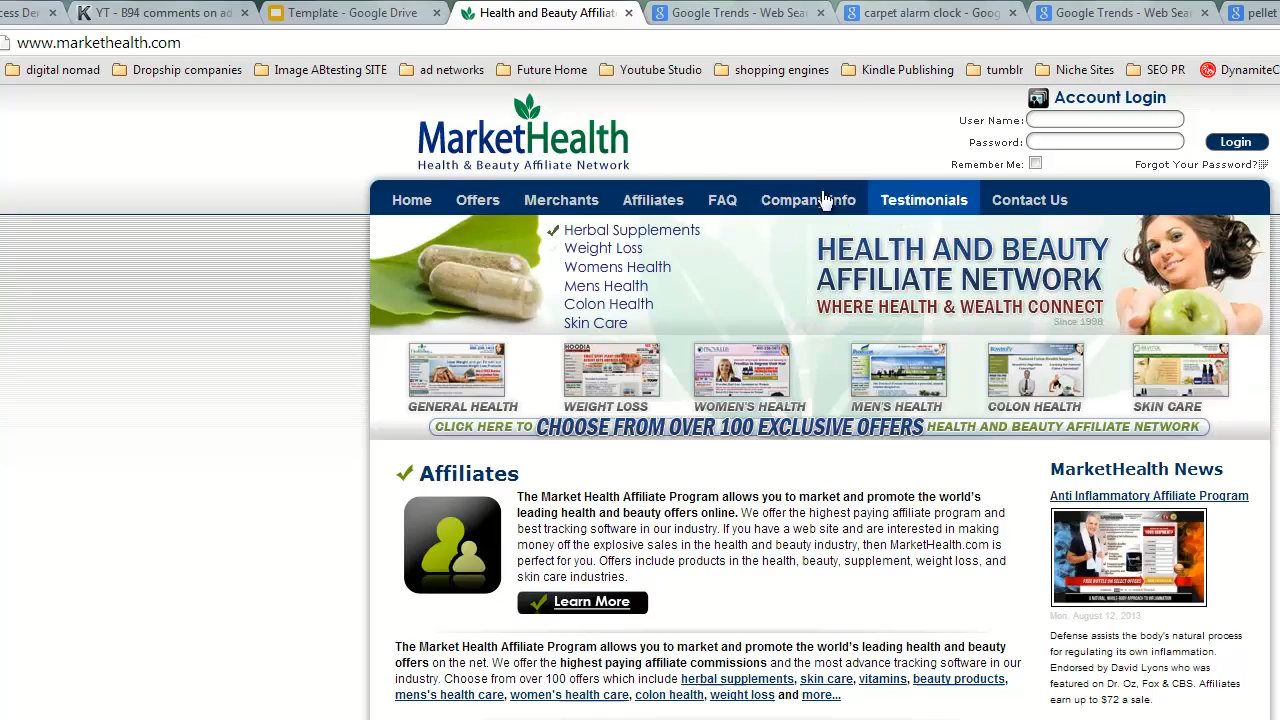 cess De
YT - 894 comments on ad
Template - Google Drive
Health and Beauty Affiliat
Google Trends - Web Sea
carpet alarm clock - Goog
Google Trends - Web Sea
pellet
www.markethealth.com
digital nomad
Dropship companies
Image ABtesting SITE
ad networks
Future Home
Youtube Studio
shopping engines
Kindle Publishing
tumblr
Niche Sites
SEO PR
DynamiteC
Account Login
User Name:
Password:
Login
Remember Me:
Forgot Your Password?
MarketHealth
Health & Beauty Affiliate Network
Home
Offers
Merchants
Affiliates
FAQ
Company Info
Testimonials
Contact Us
Herbal Supplements
Weight Loss
Womens Health
Mens Health
Colon Health
Skin Care
HEALTH AND BEAUTY
AFFILIATE NETWORK
WHERE HEALTH & WEALTH CONNECT
Since 1998
HOODIA
GENERAL HEALTH
WEIGHT LOSS
WOMEN'S HEALTH
MEN'S HEALTH
COLON HEALTH
SKIN CARE
CLICK HERE TO CHOOSE FROM OVER 100 EXCLUSIVE OFFERS HEALTH AND BEAUTY AFFILIATE NETWORK
Affiliates
The Market Health Affiliate Program allows you to market and promote the world's
leading health and beauty offers online. We offer the highest paying affiliate program and
best tracking software in our industry. If you have a web site and are interested in making
money off the explosive sales in the health and beauty industry then MarketHealth.com is
perfect for you. Offers include products in the health, beauty, supplement, weight loss, and
skin care industries.
Learn More
The Market Health Affiliate Program allows you to market and promote the world's leading health and beauty
offers on the net. We offer the highest paying affiliate commissions and the most advance tracking software in our
industry. Choose from over 100 offers which include herbal supplements, skin care, vitamins, beauty products,
men's health care, women's health care, colon health, weight loss and more...
MarketHealth News
Anti Inflammatory Affiliate Program
Mon. August 12, 2013
Defense assists the body's natural process
for regulating its own inflammation.
Endorsed by David Lyons who was
featured on Dr. Oz, Fox & CBS. Affiliates
earn up to $72 a sale.